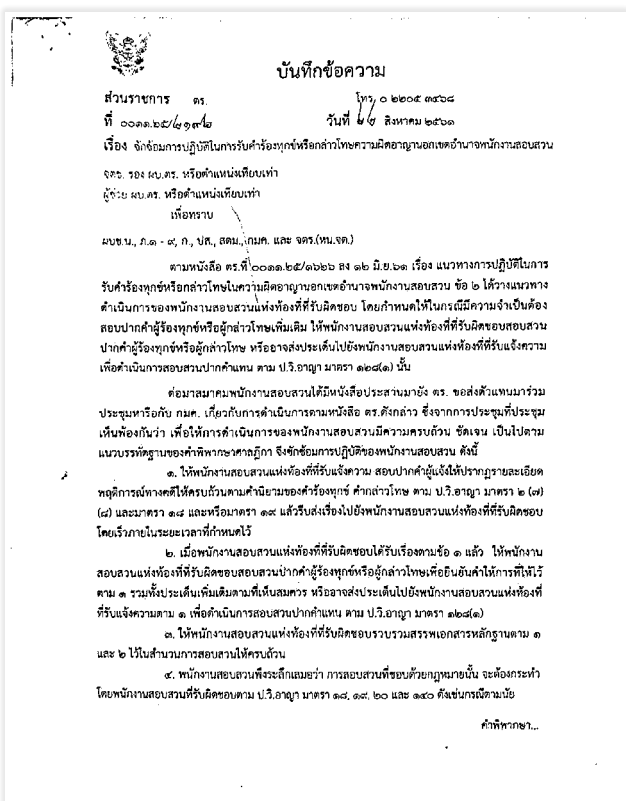 บันทึกข้อความ
ส่วนราชการ ตร. โทร. ๐ ๒๒๐๕ ๓๔๖๘
ที่ ๐๐๑๑.๒๕/ วันที่ ๒๒ สิงหาคม ๒๕๖๑
เรื่อง ซักซ้อมการปฏิบัติในการรับคำร้องทุกข์หรือกล่าวโทษความผิดอาญานอกเขตอำนาจพนักงานสอบสวน
จตช. รอง ผบ.ตร. หรือตำแหน่งเทียบเท่า
ผู้ช่วย ผบ.ตร. หรือตำแหน่งเทียบเท่า
เพื่อทราบ
ผบช.น., ภ.๑ - ๙, ก., ปส., สตม., กมค. และ จตร.(หน.จต.)
ตามหนังสือ ตร.ที่ ๐๐๑๑.๒๕/๑๖๒๖ ลง ๑๒ มิ.ย.๖๑ เรื่อง แนวทางการปฏิบัติในการ
รับคำร้องทุกข์หรือกล่าวโทษในความผิดอาญานอกเขตอำนาจพนักงานสอบสวน ข้อ ๒ ได้วางแนวทาง
ดำเนินการของพนักงานสอบสวนแห่งท้องที่ที่รับผิดชอบ โดยกำหนดให้ในกรณีมีความจำเป็นต้อง
สอบปากคำผู้ร้องทุกข์หรือผู้กล่าวโทษเพิ่มเติม ให้พนักงานสอบสวนแห่งท้องที่ที่รับผิดชอบสอบสวน
ปากคำผู้ร้องทุกข์หรือผู้กล่าวโทษ หรืออาจส่งประเด็นไปยังพนักงานสอบสวนแห่งท้องที่ที่รับแจ้งความ
เพื่อดำเนินการสอบสวนปากคำแทน ตาม ป.วิ.อาญา มาตรา ๑๒๘(๑) นั้น
ต่อมาสมาคมพนักงานสอบสวนได้มีหนังสือประสานมายัง ตร. ขอส่งตัวแทนมาร่วม
ประชุมหารือกับ กมค. เกี่ยวกับการดำเนินการตามหนังสือ ตร.ดังกล่าว ซึ่งจากการประชุมที่ประชุม
เห็นพ้องกันว่า เพื่อให้การดำเนินการของพนักงานสอบสวนมีความครบถ้วน ชัดเจน เป็นไปตาม
แนวบรรทัดฐานของคำพิพากษาศาลฎีกา จึงซักซ้อมการปฏิบัติของพนักงานสอบสวน ดังนี้
๑. ให้พนักงานสอบสวนแห่งท้องที่ที่รับแจ้งความ สอบปากคำผู้แจ้งให้ปรากฏรายละเอียด
พฤติการณ์ทางคดีให้ครบถ้วนตามคำนิยามของคำร้องทุกข์ คำกล่าวโทษ ตาม ป.วิ.อาญา มาตรา ๒ (๗)
(๘) และมาตรา ๑๘ และหรือมาตรา ๑๙ แล้วรีบส่งเรื่องไปยังพนักงานสอบสวนแห่งท้องที่ที่รับผิดชอบ
โดยเร็วภายในระยะเวลาที่กำหนดไว้
๒. เมื่อพนักงานสอบสวนแห่งท้องที่ที่รับผิดชอบได้รับเรื่องตามข้อ ๑ แล้ว ให้พนักงาน
สอบสวนแห่งท้องที่ที่รับผิดชอบสอบสวนปากคำผู้ร้องทุกข์หรือผู้กล่าวโทษเพื่อยืนยันคำให้การที่ให้ไว้
ตาม ๑ รวมทั้งประเด็นเพิ่มเติมตามที่เห็นสมควร หรืออาจส่งประเด็นไปยังพนักงานสอบสวนแห่งท้องที่
ที่รับแจ้งความตาม ๑ เพื่อดำเนินการสอบสวนปากคำแทน ตาม ป.วิ.อาญา มาตรา ๑๒๘(๑)
๓. ให้พนักงานสอบสวนแห่งท้องที่ที่รับผิดชอบรวบรวมสรรพเอกสารหลักฐานตาม ๑
และ ๒ ไว้ในสำนวนการสอบสวนให้ครบถ้วน
๔. พนักงานสอบสวนพึงระลึกเสมอว่า การสอบสวนที่ชอบด้วยกฎหมายนั้น จะต้องกระทำ
โดยพนักงานสอบสวนที่รับผิดชอบตาม ป.วิ.อาญา มาตรา ๑๘, ๑๙, ๒๐ และ ๑๔๐ ดังเช่นกรณีตามนัย
คำพิพากษา...